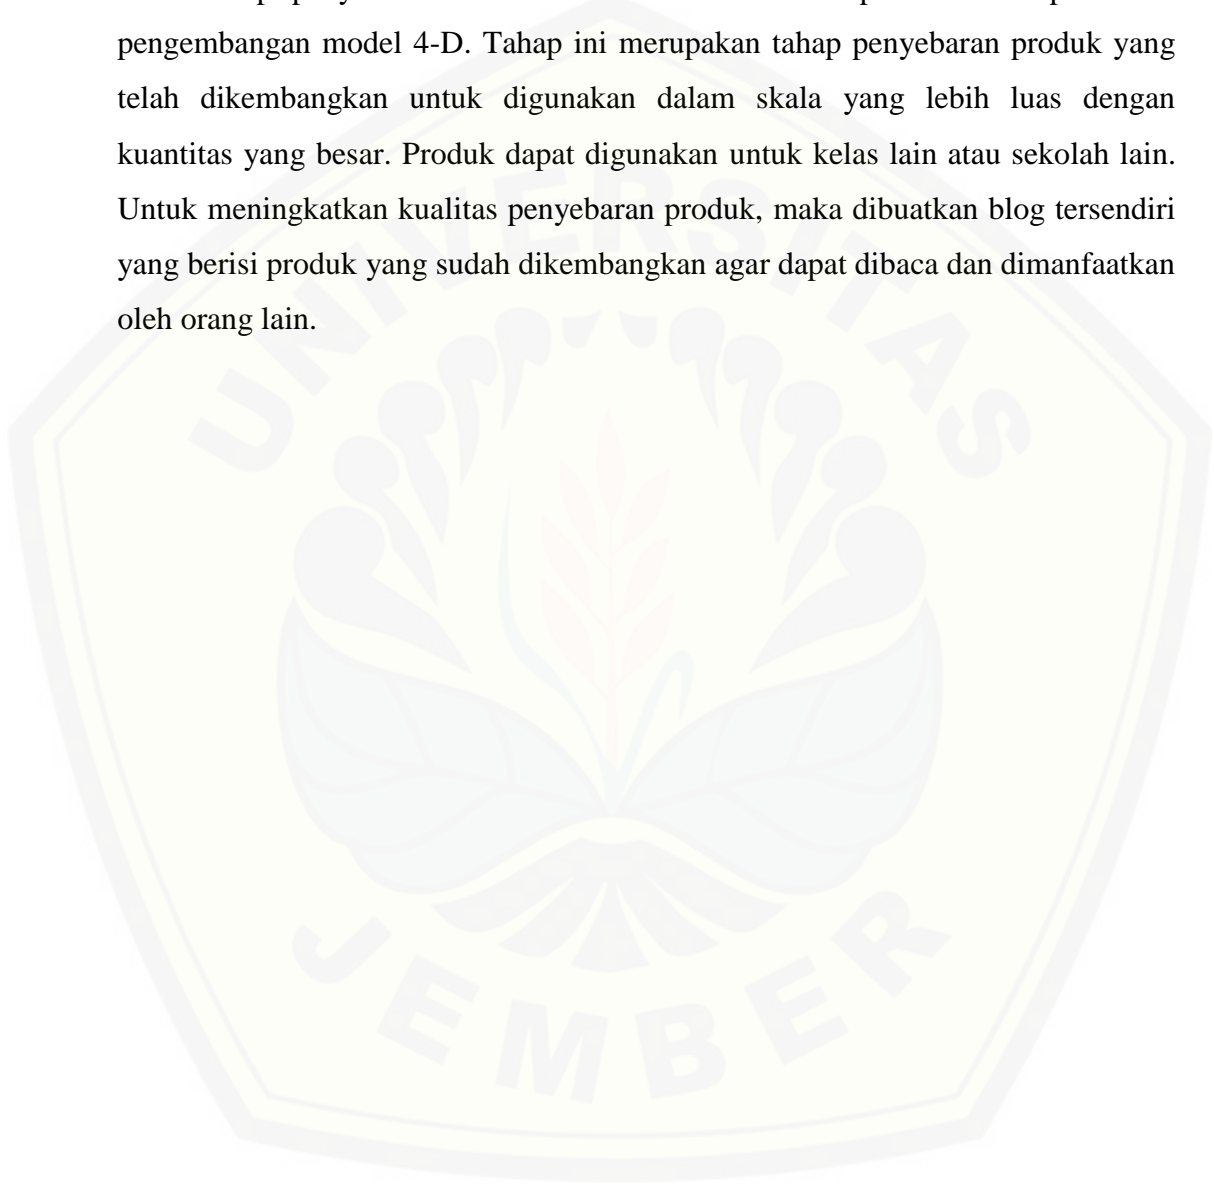 pengembangan model 4-D. Tahap ini merupakan tahap penyebaran produk yang
telah dikembangkan untuk digunakan dalam skala yang lebih luas dengan
kuantitas yang besar. Produk dapat digunakan untuk kelas lain atau sekolah lain.
Untuk meningkatkan kualitas penyebaran produk, maka dibuatkan blog tersendiri
yang berisi produk yang sudah dikembangkan agar dapat dibaca dan dimanfaatkan
oleh orang lain.
UNIVERSITAS
JEMBER